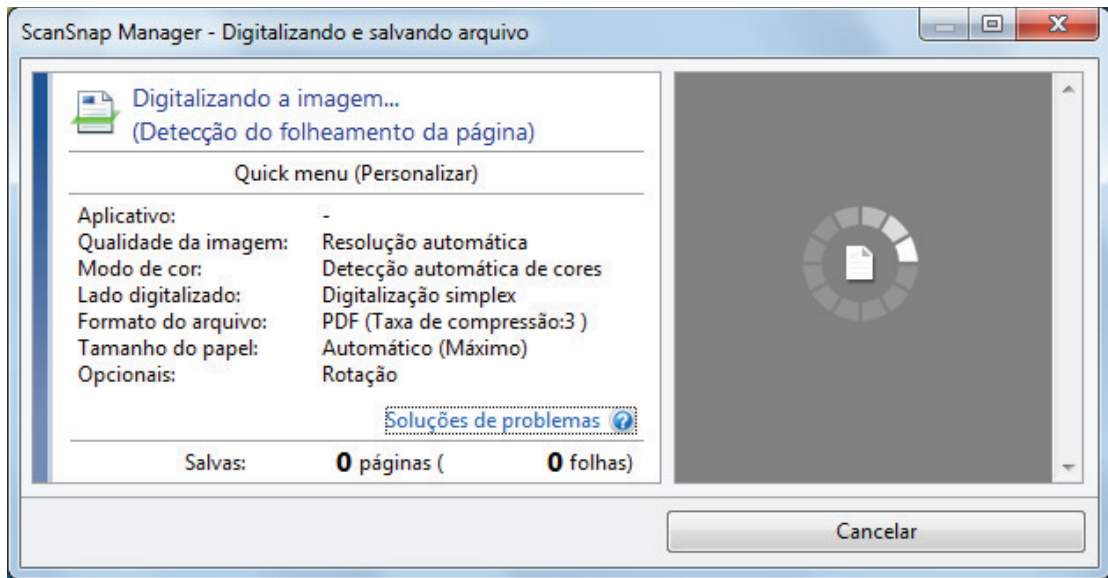 ScanSnap Manager - Digitalizando e salvando arquivo
Digitalizando a imagem...
(Detecção do folheamento da página)
Quick menu (Personalizar)
Aplicativo: -
Qualidade da imagem: Resolução automática
Modo de cor: Detecção automática de cores
Lado digitalizado: Digitalização simplex
Formato do arquivo: PDF (Taxa de compressão:3 )
Tamanho do papel: Automático (Máximo)
Opcionais: Rotação
Soluções de problemas ?
Salvas: 0 páginas ( 0 folhas)
Cancelar